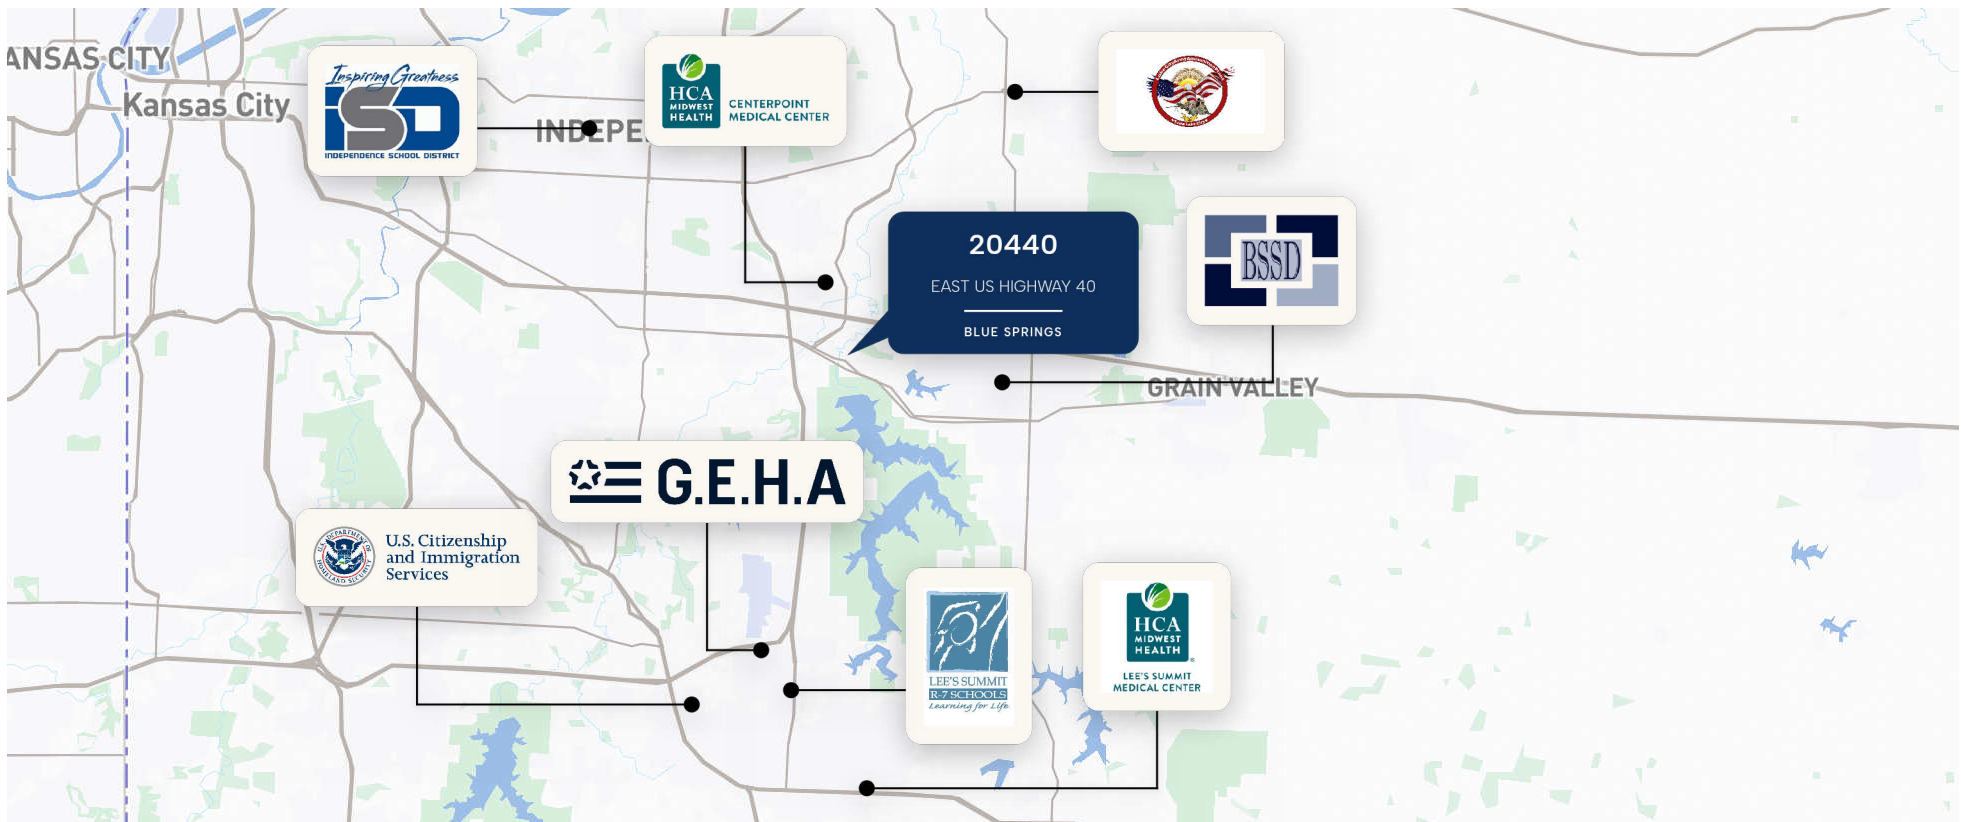 KANSAS CITY
Kansas City
Inspiring Greatness
ISD
INDEPENDENCE SCHOOL DISTRICT
INDEPE
HCA
MIDWEST
HEALTH
CENTERPOINT
MEDICAL CENTER
20440
EAST US HIGHWAY 40
BLUE SPRINGS
BSSD
GRAIN VALLEY
G.E.H.A
U.S. Citizenship
and Immigration
Services
LEE'S SUMMIT
R-7 SCHOOLS
Learning for Life
HCA
MIDWEST
HEALTH
LEE'S SUMMIT
MEDICAL CENTER